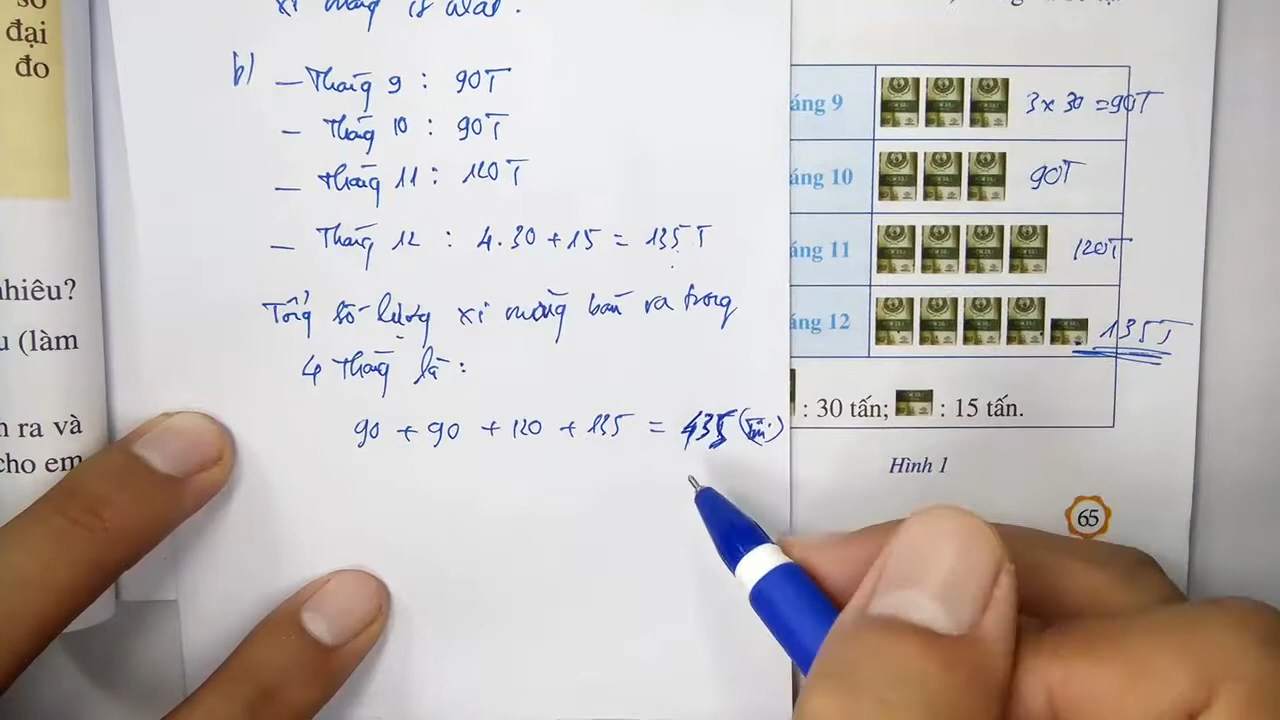 số
đại
đo
xi măng
b) – Tháng 9 : 90T
– Tháng 10 : 90T
– Tháng 11 : 120T
– Tháng 12 : 4.30 + 15 = 135T
Tổng số lượng xi măng bán ra trong
4 tháng là :
90 + 90 + 120 + 135 = 435 (tấn)
nhiêu?
u (làm
n ra và
cho em
áng 9 3 x 30 = 90T
áng 10 90T
áng 11 120T
áng 12 135T
: 30 tấn; : 15 tấn.
Hình 1
65